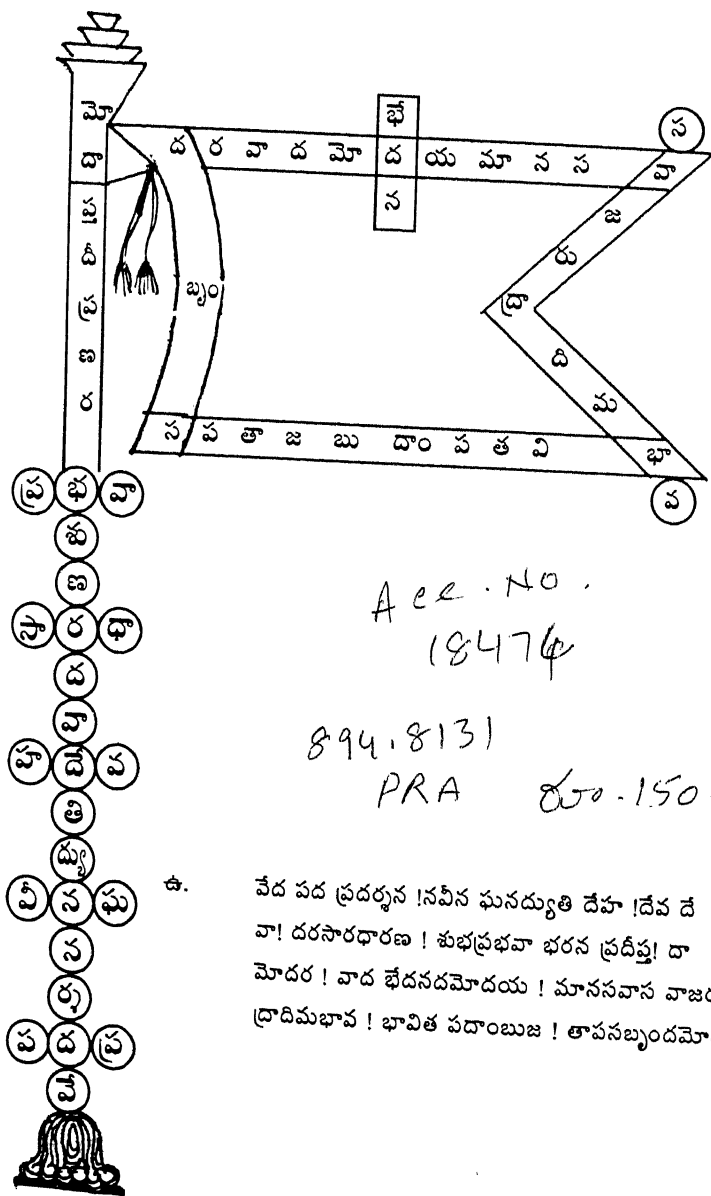 మో
దా
ప్త
దీ
ప్ర
ణ
ర
భే
ద ర వా ద మో ద య మా న స వా
న
స
జ
రు
ద్రా
ది
మ
బృం
స ప తా జ బు దాం ప త వి భా
వ
ప్ర భ వా
శు
ణ
సా ర ధా
ద
వా
హ దే వ
తి
ద్యు
వీ న ఘ
న
ర్శ
ప ద ప్ర
వే
Acc. No.
18474
894.8131
PRA రూ.150
ఉ. వేద పద ప్రదర్శన !నవీన ఘనద్యుతి దేహ !దేవ దే
వా! దరసారధారణ ! శుభప్రభవా భరన ప్రదీప్త! దా
మోదర ! వాద భేదనదమోదయ ! మానసవాస వాజరు
ద్రాదిమభావ ! భావిత పదాంబుజ ! తాపసబృందమో